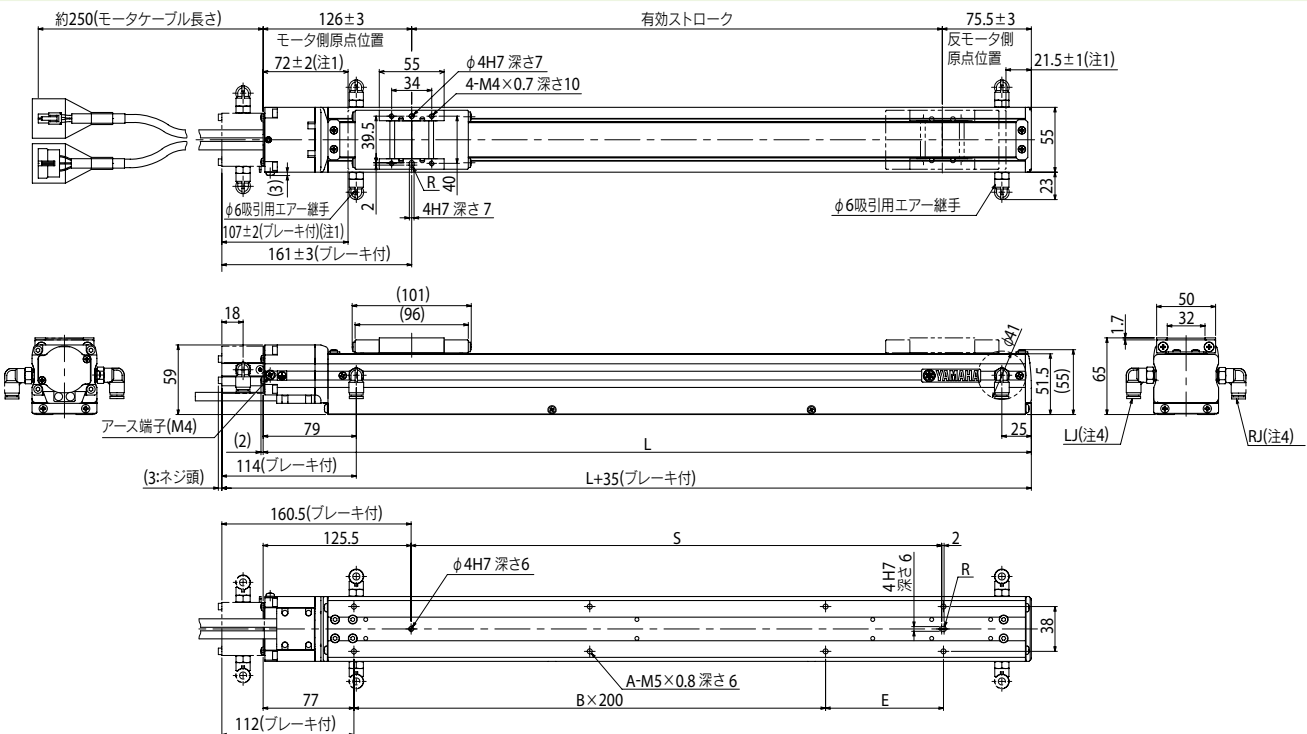 約250(モータケーブル長さ)
126±3
モータ側原点位置
有効ストローク
75.5±3
反モータ側
原点位置
72±2(注1)
21.5±1(注1)
55
34
φ4H7 深さ7
4-M4×0.7 深さ10
39.5
40
55
23
(3)
2
R
4H7 深さ 7
φ6吸引用エアー継手
φ6吸引用エアー継手
107±2(ブレーキ付)(注1)
161±3(ブレーキ付)
(101)
(96)
18
φ41
50
32
1.7
59
YAMAHA
51.5
(55)
65
アース端子(M4)
79
25
LJ(注4)
RJ(注4)
(2)
L
114(ブレーキ付)
(3:ネジ頭)
L+35(ブレーキ付)
160.5(ブレーキ付)
125.5
S
2
φ4H7 深さ6
4H7
深さ 6
R
38
A-M5×0.8 深さ 6
77
B×200
E
112(ブレーキ付)